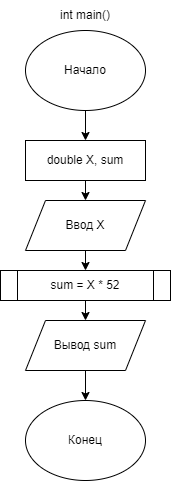 int main()
Начало
double X, sum
Ввод X
sum = X * 52
Вывод sum
Конец